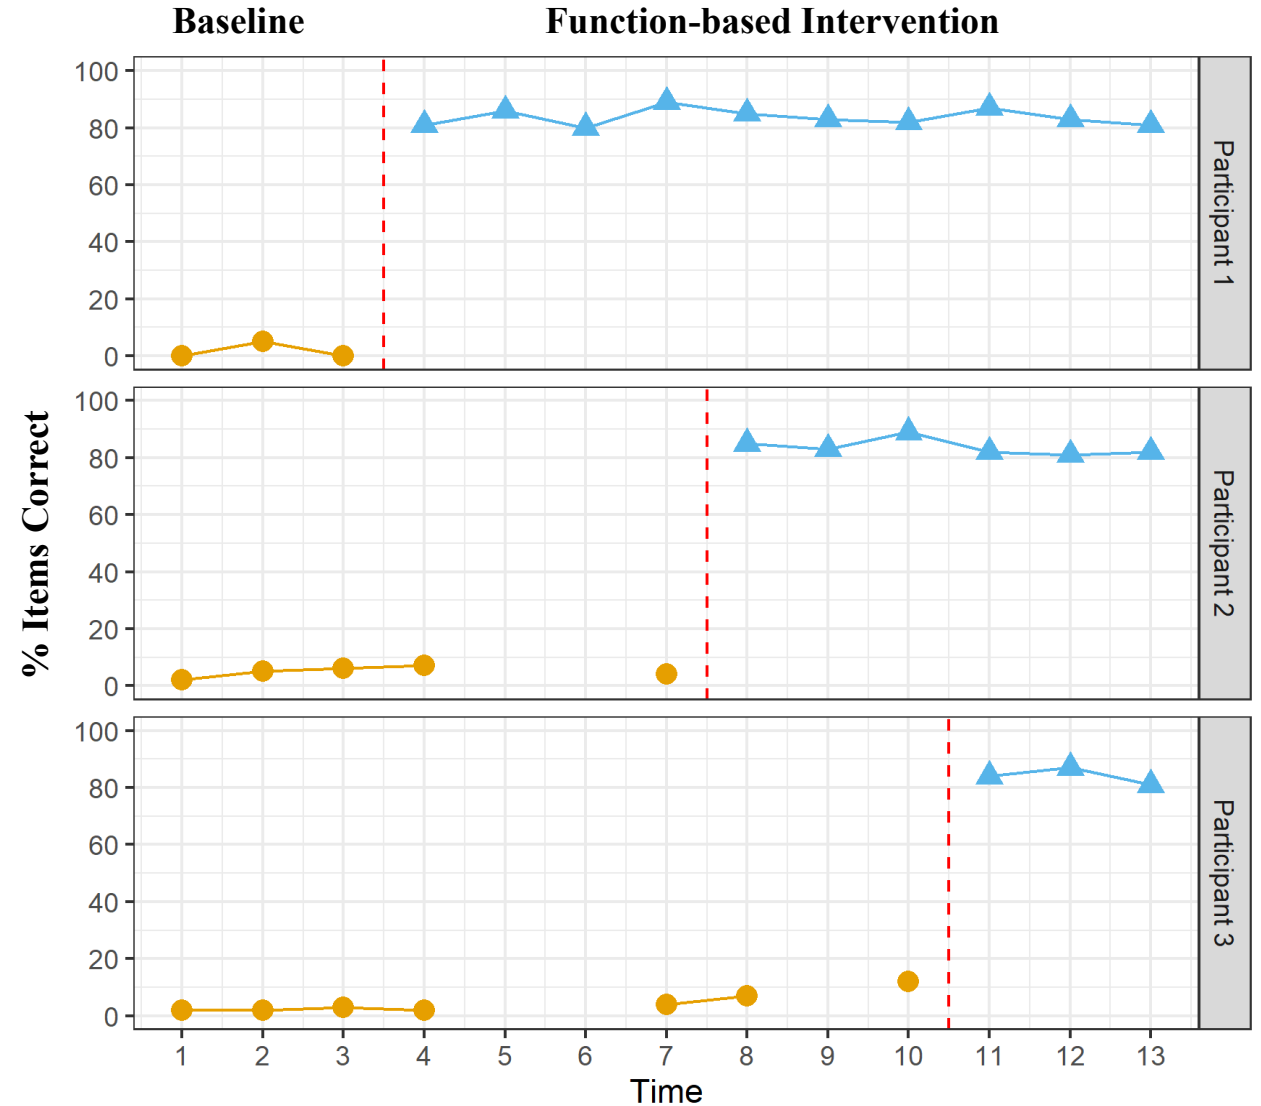 Baseline
Function-based Intervention
100
80
60
40
20
0
Participant 1
% Items Correct
100
80
60
40
20
0
Participant 2
100
80
60
40
20
0
Participant 3
1 2 3 4 5 6 7 8 9 10 11 12 13
Time